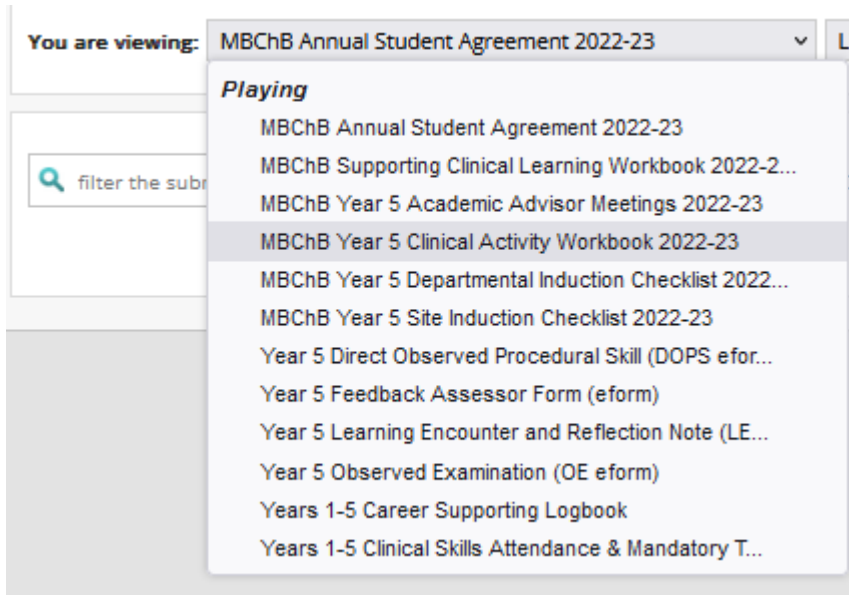 You are viewing: MBChB Annual Student Agreement 2022-23 L
Playing
MBChB Annual Student Agreement 2022-23
MBChB Supporting Clinical Learning Workbook 2022-2...
MBChB Year 5 Academic Advisor Meetings 2022-23
filter the subr
MBChB Year 5 Clinical Activity Workbook 2022-23
MBChB Year 5 Departmental Induction Checklist 2022...
MBChB Year 5 Site Induction Checklist 2022-23
Year 5 Direct Observed Procedural Skill (DOPS efor...
Year 5 Feedback Assessor Form (eform)
Year 5 Learning Encounter and Reflection Note (LE...
Year 5 Observed Examination (OE eform)
Years 1-5 Career Supporting Logbook
Years 1-5 Clinical Skills Attendance & Mandatory T...